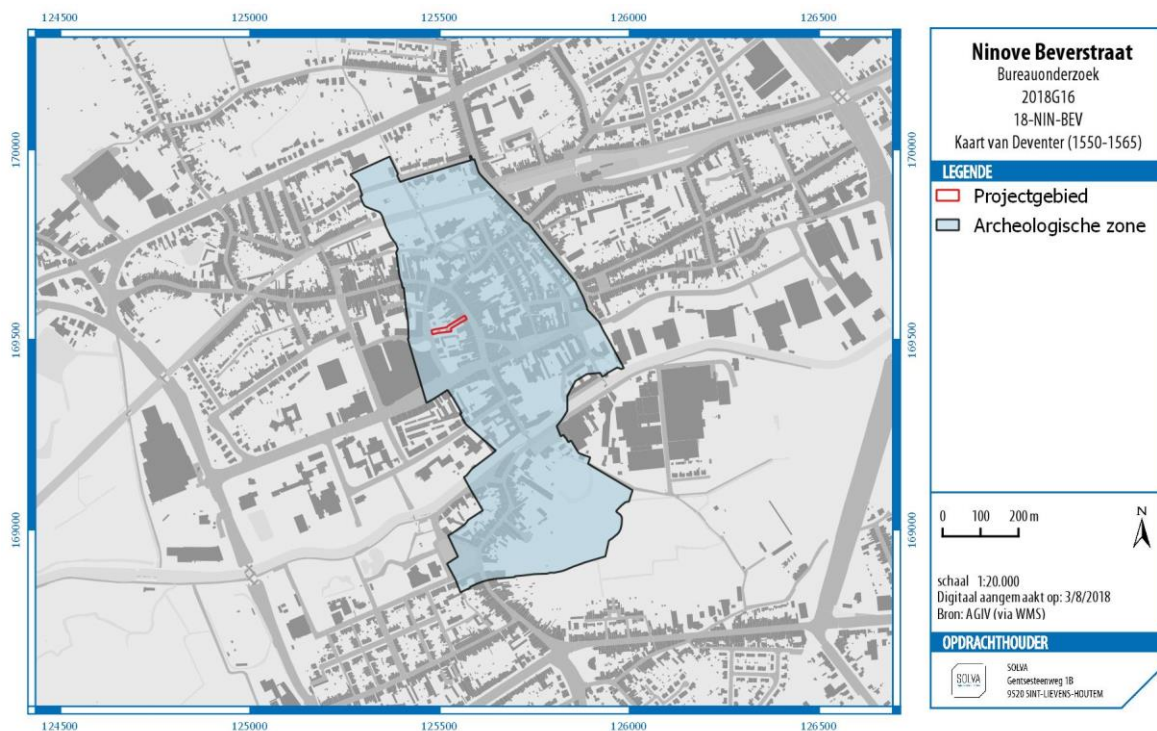 124500 125000 125500 126000 126500
170000 170000
169500 169500
169000 169000
124500 125000 125500 126000 126500
Ninove Beverstraat
Bureauonderzoek
2018G16
18-NIN-BEV
Kaart van Deventer (1550-1565)
LEGENDE
Projectgebied
Archeologische zone
0 100 200 m
N
schaal 1:20.000
Digitaal aangemaakt op: 3/8/2018
Bron: AGIV (via WMS)
OPDRACHTHOUDER
SOLVA
SOLVA
Gentsesteenweg 1B
9520 SINT-LIEVENS-HOUTEM